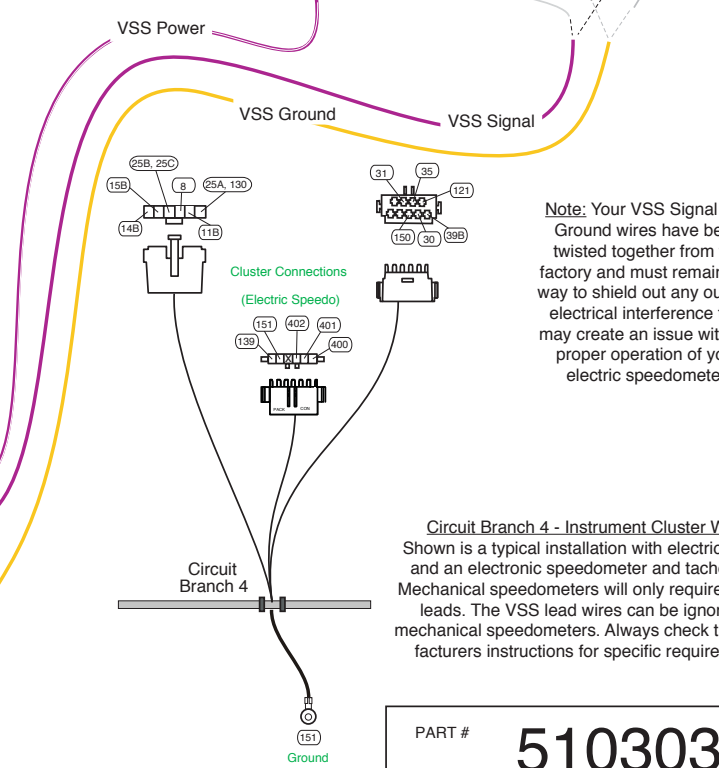 VSS Power
VSS Ground
VSS Signal
25B, 25C
15B
8
25A, 130
14B
11B
31
35
121
150
30
39B
Cluster Connections
(Electric Speedo)
151
402
401
139
400
PACK
CON
Note: Your VSS Signal
Ground wires have be
twisted together from
factory and must remain
way to shield out any ou
electrical interference
may create an issue wit
proper operation of yo
electric speedomete
Circuit Branch 4 - Instrument Cluster W
Shown is a typical installation with electric
and an electronic speedometer and tach
Mechanical speedometers will only require
leads. The VSS lead wires can be ignor
mechanical speedometers. Always check t
facturers instructions for specific require
Circuit
Branch 4
151
Ground
PART #
510303